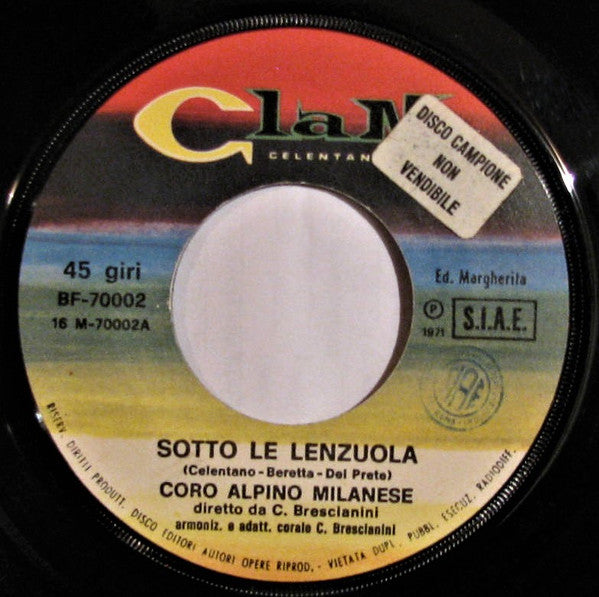 Clan
CELENTAN
DISCO CAMPIONE
NON
VENDIBILE
45 giri
BF-70002
16 M-70002A
Ed. Margherita
℗
1971
S.I.A.E.
SOTTO LE LENZUOLA
(Celentano - Beretta - Del Prete)
CORO ALPINO MILANESE
diretto da C. Brescianini
armoniz. e adatt. corale C. Brescianini
RISERV. DIRITTI PRODUTT. DISCO EDITORI AUTORI OPERE RIPROD. - VIETATA DUPL. PUBBL. ESECUZ. RADIODIFF.